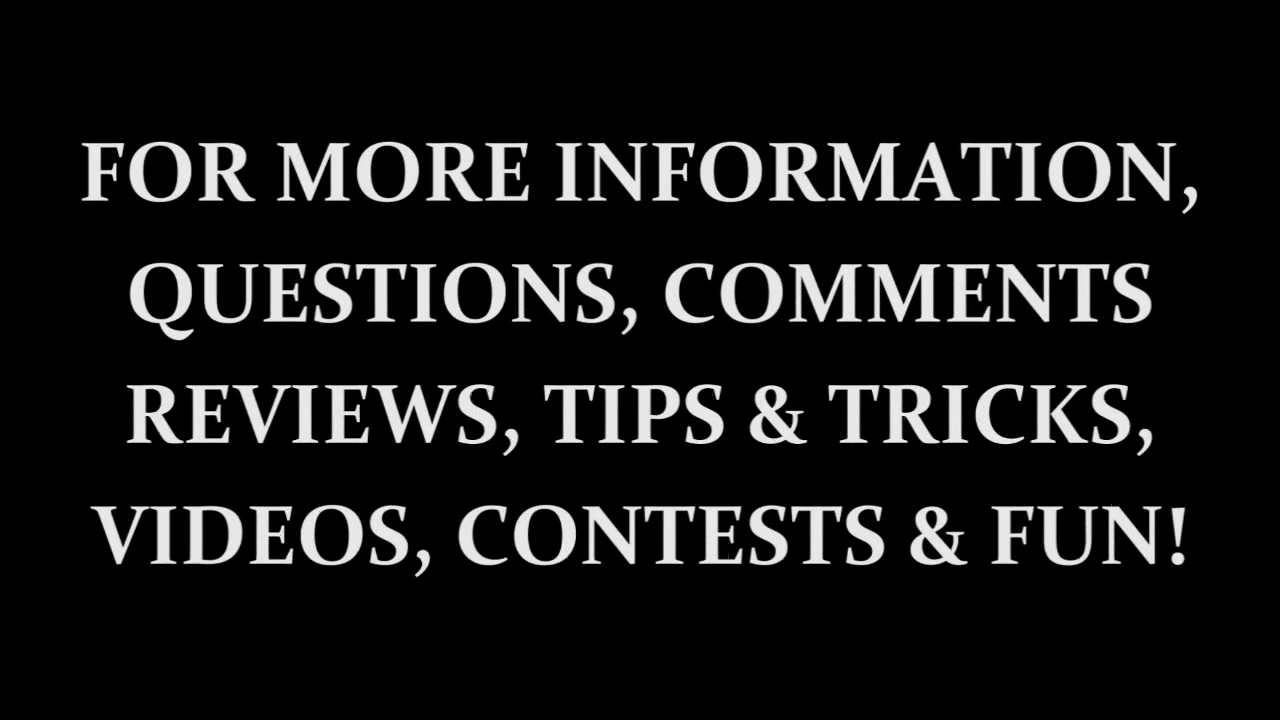 FOR MORE INFORMATION,
QUESTIONS, COMMENTS
REVIEWS, TIPS & TRICKS,
VIDEOS, CONTESTS & FUN!